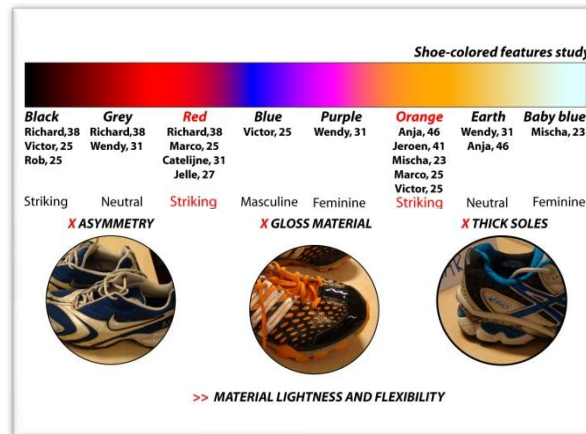 Shoe-colored features study
Black Grey Red Blue Purple Orange Earth Baby blue
Richard,38 Richard,38 Richard,38 Victor, 25 Wendy, 31 Anja, 46 Wendy, 31 Mischa, 23
Victor, 25 Wendy, 31 Marco, 25 Jeroen, 41 Anja, 46
Rob, 25 Catelijne, 31 Mischa, 23
Jelle, 27 Marco, 25
Victor, 25
Striking Neutral Striking Masculine Feminine Striking Neutral Feminine
X ASYMMETRY X GLOSS MATERIAL X THICK SOLES
asics
>> MATERIAL LIGHTNESS AND FLEXIBILITY